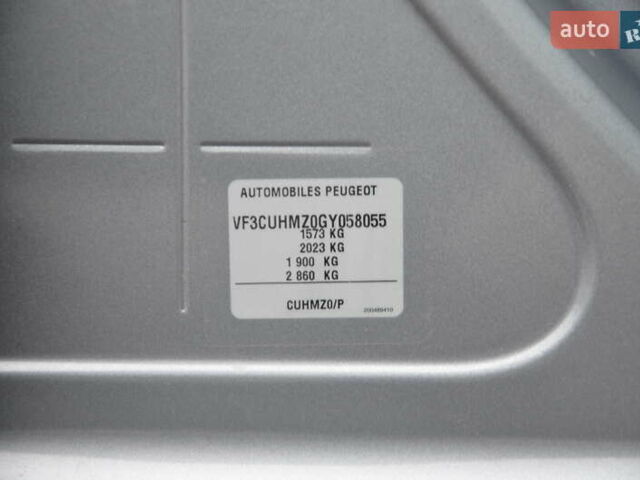 auto
AUTOMOBILES PEUGEOT
VF3CUHMZ0GY058055
1573 KG
2023 KG
1 900 KG
2 860 KG
CUHMZ0/P